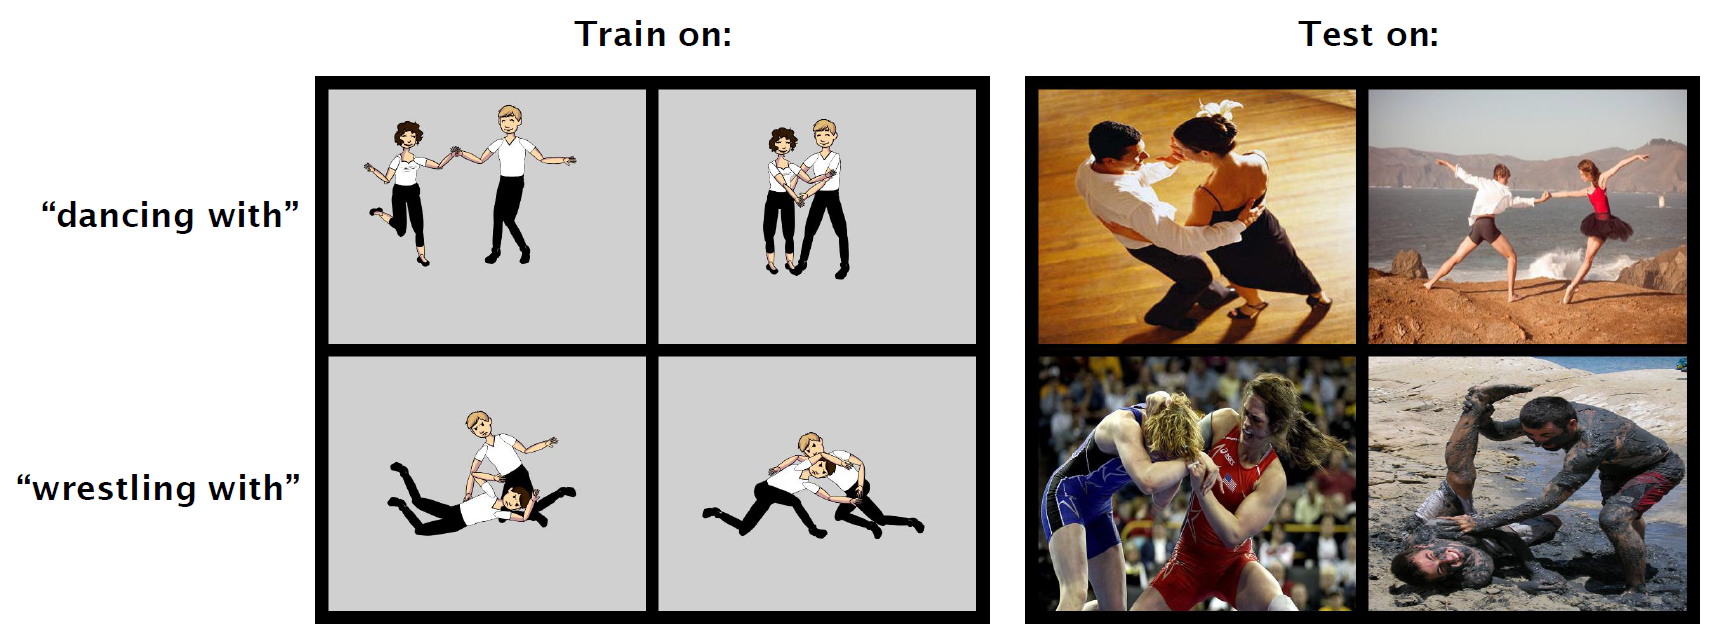 Train on:
Test on:
“dancing with”
“wrestling with”